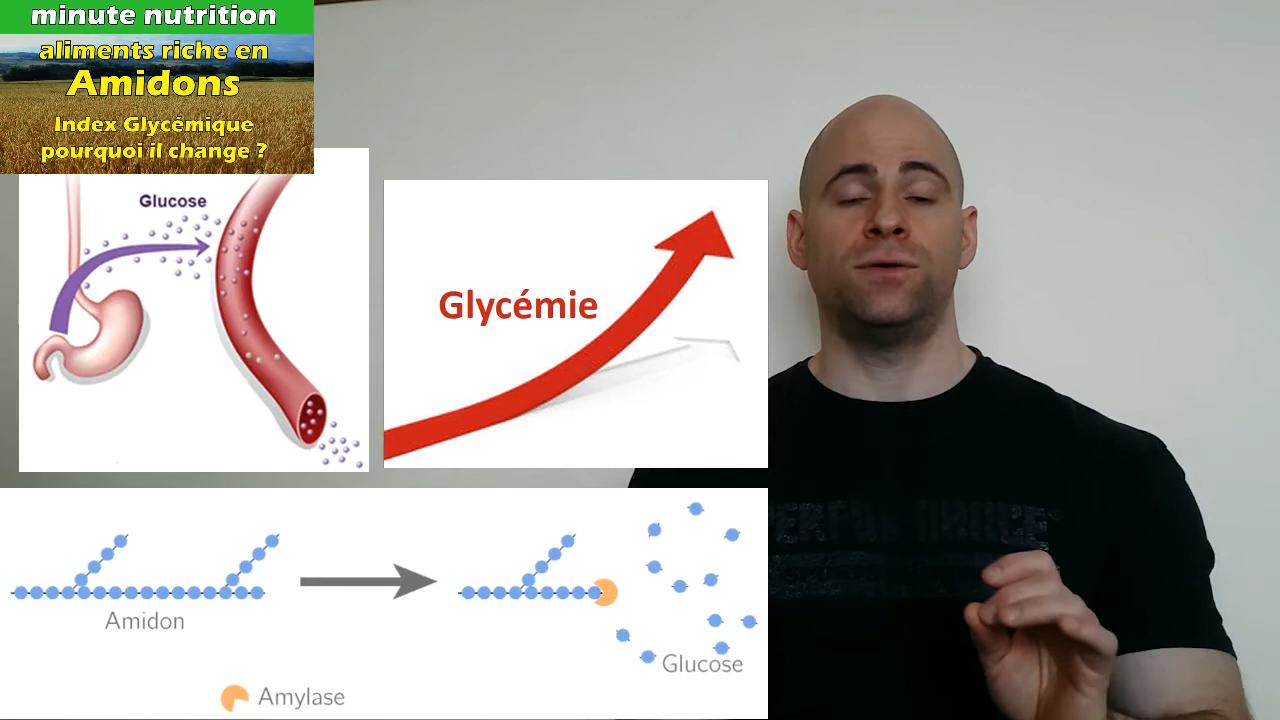 minute nutrition
aliments riche en
Amidons
Index Glycémique
pourquoi il change ?
Glucose
Glycémie
Amidon
Glucose
Amylase